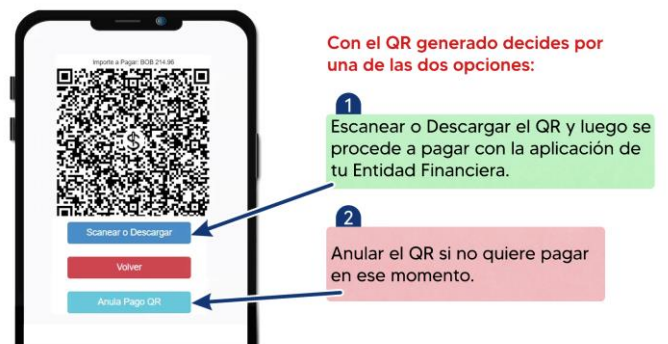 Importe a Pagar: BOB 214.96
$
Scanear o Descargar
Volver
Anula Pago QR
Con el QR generado decides por
una de las dos opciones:
1
Escanear o Descargar el QR y luego se
procede a pagar con la aplicación de
tu Entidad Financiera.
2
Anular el QR si no quiere pagar
en ese momento.